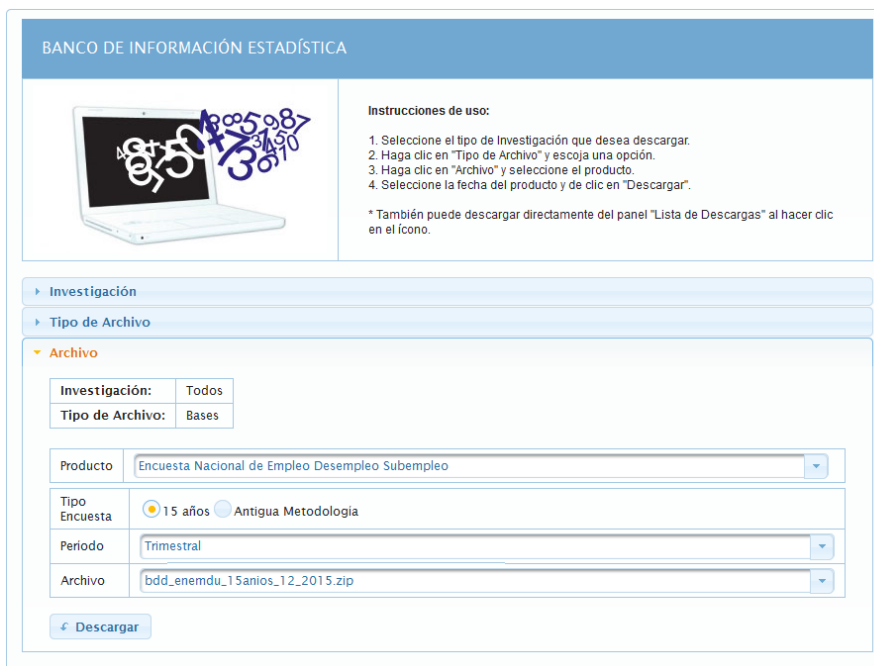 BANCO DE INFORMACIÓN ESTADÍSTICA
Instrucciones de uso:
1. Seleccione el tipo de Investigación que desea descargar.
2. Haga clic en "Tipo de Archivo" y escoja una opción.
3. Haga clic en "Archivo" y seleccione el producto.
4. Seleccione la fecha del producto y de clic en "Descargar".
* También puede descargar directamente del panel "Lista de Descargas" al hacer clic
en el ícono.
Investigación
Tipo de Archivo
Archivo
Investigación: Todos
Tipo de Archivo: Bases
Producto Encuesta Nacional de Empleo Desempleo Subempleo
Tipo
Encuesta 15 años Antigua Metodologia
Periodo Trimestral
Archivo bdd_enemdu_15anios_12_2015.zip
Descargar